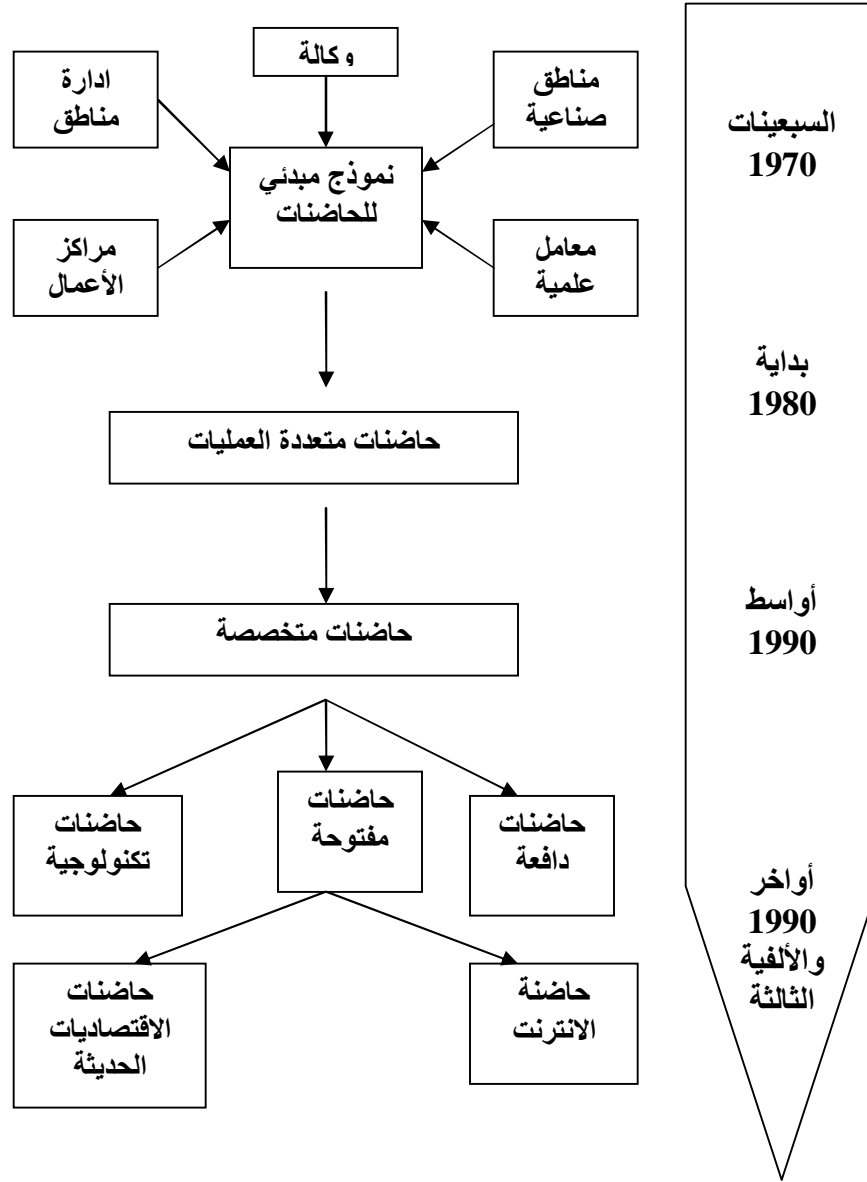 وكالة
مناطق
صناعية
ادارة
مناطق
السبعينات
1970
نموذج مبدئي
للحاضنات
معامل
علمية
مراكز
الأعمال
بداية
1980
حاضنات متعددة العمليات
أواسط
1990
حاضنات متخصصة
حاضنات
دافعة
حاضنات
مفتوحة
حاضنات
تكنولوجية
أواخر
1990
والألفية
الثالثة
حاضنة
الانترنت
حاضنات
الاقتصاديات
الحديثة